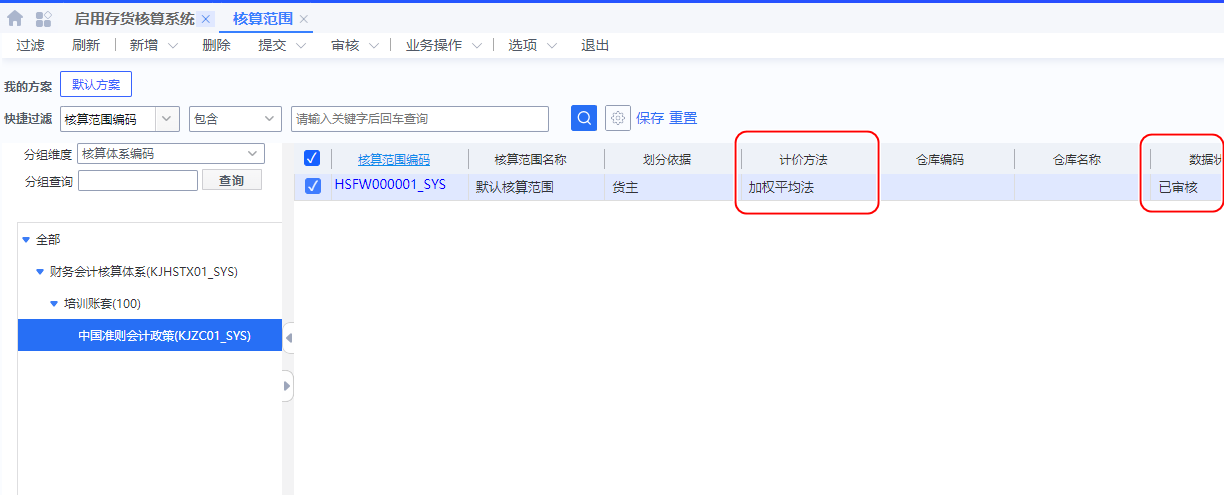 启用存货核算系统 核算范围
过滤 刷新 新增 删除 提交 审核 业务操作 选项 退出
我的方案 默认方案
快捷过滤 核算范围编码 包含 请输入关键字后回车查询 保存 重置
分组维度 核算体系编码
分组查询 查询
核算范围编码 核算范围名称 划分依据 计价方法 仓库编码 仓库名称 数据状
HSFW000001_SYS 默认核算范围 货主 加权平均法 已审核
全部
财务会计核算体系(KJHSTX01_SYS)
培训账套(100)
中国准则会计政策(KJZC01_SYS)